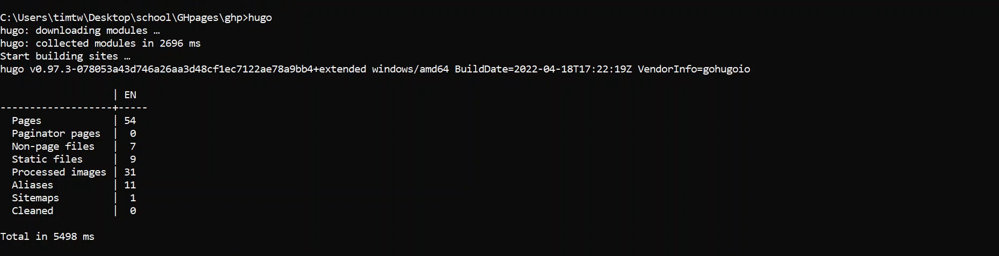 C:\Users\timtw\Desktop\school\GHpages\ghp>hugo
hugo: downloading modules …
hugo: collected modules in 2696 ms
Start building sites …
hugo v0.97.3-078053a43d746a26aa3d48cf1ec7122ae78a9bb4+extended windows/amd64 BuildDate=2022-04-18T17:22:19Z VendorInfo=gohugoio
                   | EN
-------------------+-----
  Pages            | 54
  Paginator pages  |  0
  Non-page files   |  7
  Static files     |  9
  Processed images | 31
  Aliases          | 11
  Sitemaps         |  1
  Cleaned          |  0
Total in 5498 ms